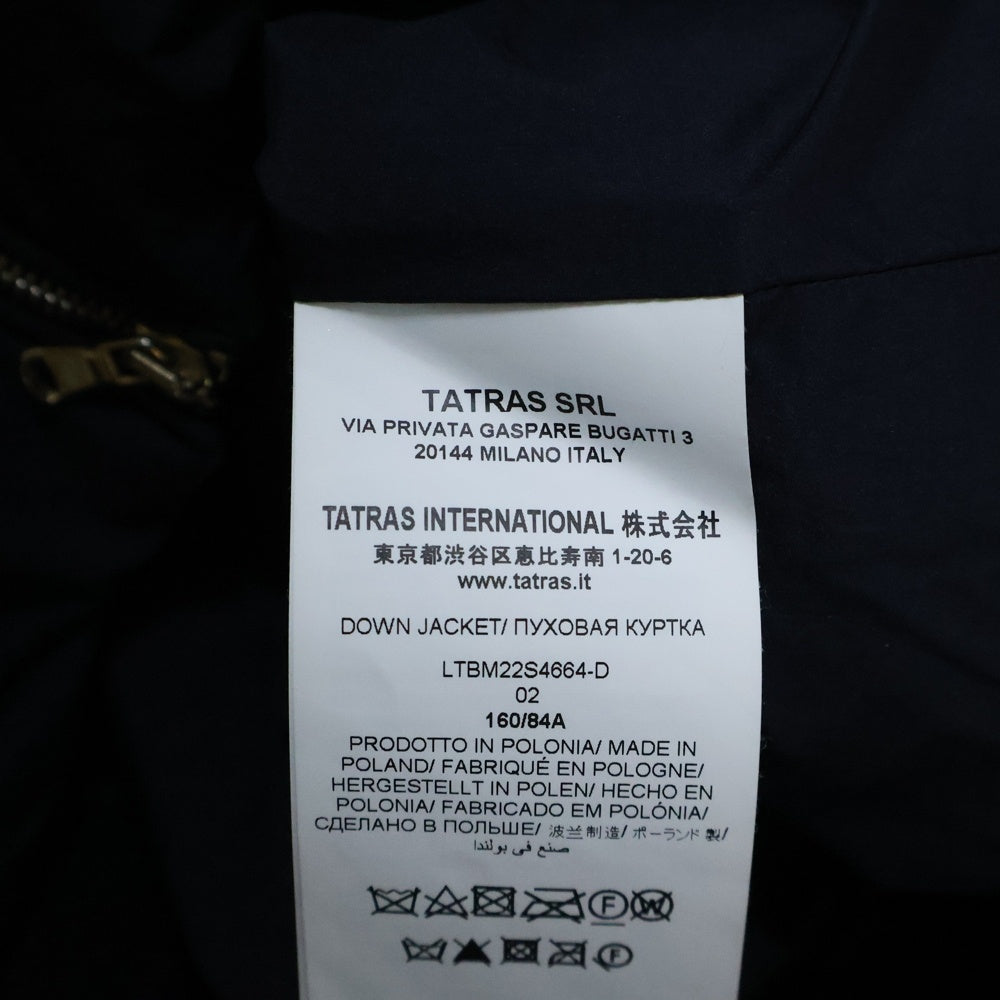 TATRAS SRL
VIA PRIVATA GASPARE BUGATTI 3
20144 MILANO ITALY
TATRAS INTERNATIONAL 株式会社
東京都渋谷区恵比寿南 1-20-6
www.tatras.it
DOWN JACKET/ ПУХОВАЯ КУРТКА
LTBM22S4664-D
02
160/84A
PRODOTTO IN POLONIA/ MADE IN
POLAND/ FABRIQUÉ EN POLOGNE/
HERGESTELLT IN POLEN/ HECHO EN
POLONIA/ FABRICADO EM POLÓNIA/
СДЕЛАНО В ПОЛЬШЕ/ 波兰制造/ ポーランド製/
صنع في بولندا
F W
F